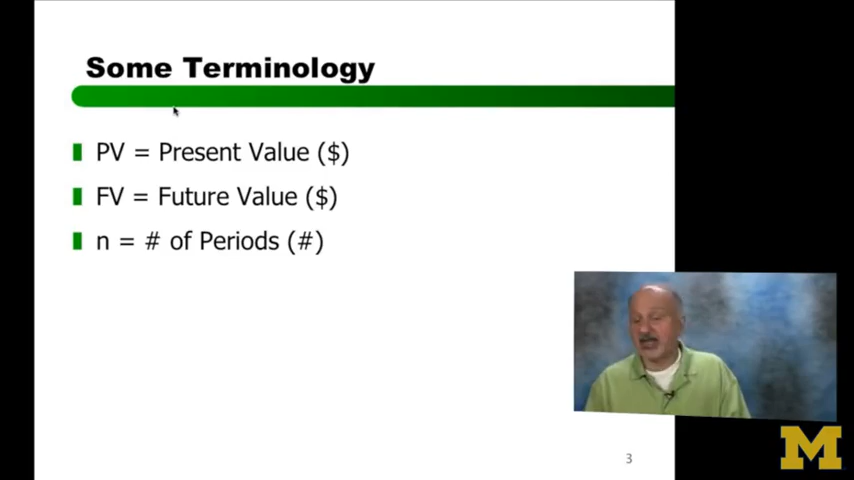 Some Terminology
PV = Present Value ($)
FV = Future Value ($)
n = # of Periods (#)
3
M